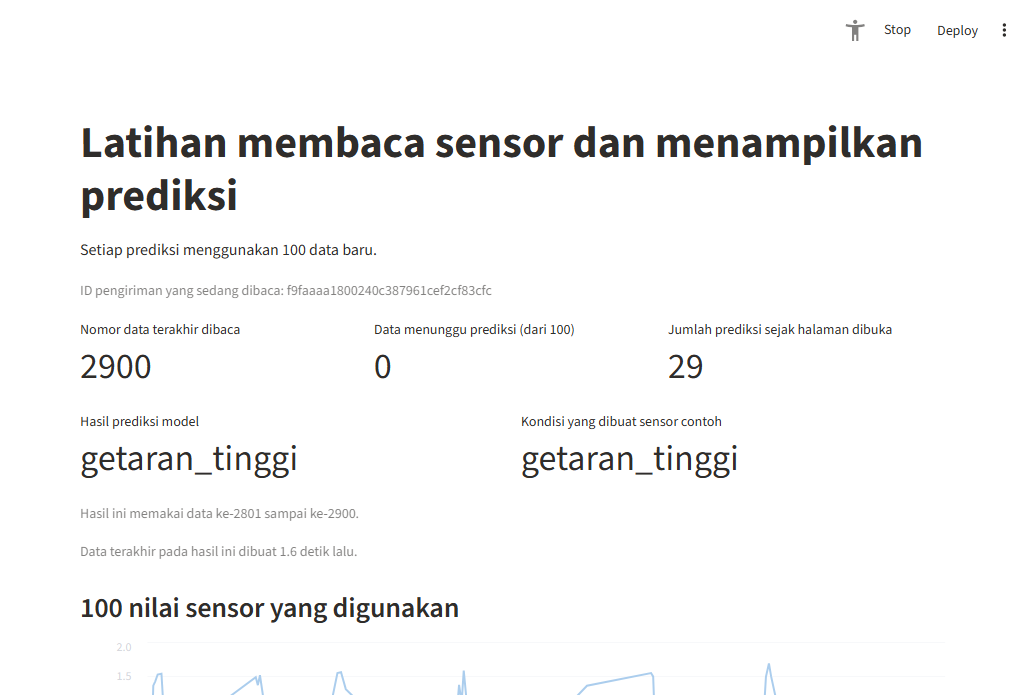 Stop Deploy
Latihan membaca sensor dan menampilkan
prediksi
Setiap prediksi menggunakan 100 data baru.
ID pengiriman yang sedang dibaca: f9faaaa1800240c387961cef2cf83cfc
Nomor data terakhir dibaca Data menunggu prediksi (dari 100) Jumlah prediksi sejak halaman dibuka
2900 0 29
Hasil prediksi model Kondisi yang dibuat sensor contoh
getaran_tinggi getaran_tinggi
Hasil ini memakai data ke-2801 sampai ke-2900.
Data terakhir pada hasil ini dibuat 1.6 detik lalu.
100 nilai sensor yang digunakan
2.0
1.5